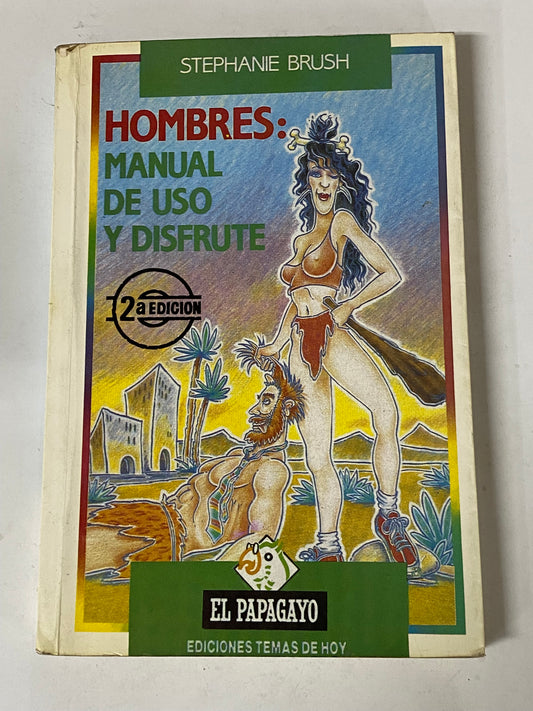 STEPHANIE BRUSH
HOMBRES:
MANUAL
DE USO
Y DISFRUTE
2ª EDICION
EL PAPAGAYO
EDICIONES TEMAS DE HOY